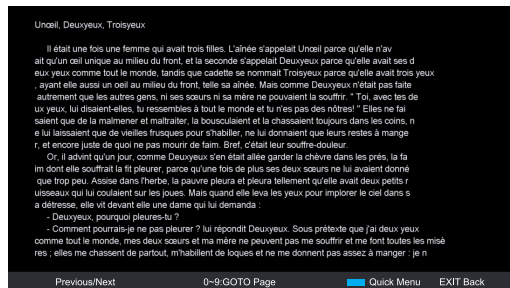 Unœil, Deuxyeux, Troisyeux
Il était une fois une femme qui avait trois filles. L'aînée s'appelait Unœil parce qu'elle n'av
ait qu'un œil unique au milieu du front, et la seconde s'appelait Deuxyeux parce qu'elle avait ses d
eux yeux comme tout le monde, tandis que cadette se nommait Troisyeux parce qu'elle avait trois yeux
, ayant elle aussi un oeil au milieu du front, telle sa aînée. Mais comme Deuxyeux n'était pas faite
autrement que les autres gens, ni ses sœurs ni sa mère ne pouvaient la souffrir. " Toi, avec tes de
ux yeux, lui disaient-elles, tu ressembles à tout le monde et tu n'es pas des nôtres! " Elles ne fai
saient que de la malmener et maltraiter, la bousculaient et la chassaient toujours dans les coins, n
e lui laissaient que de vieilles frusques pour s'habiller, ne lui donnaient que leurs restes à mange
r, et encore juste de quoi ne pas mourir de faim. Bref, c'était leur souffre-douleur.
Or, il advint qu'un jour, comme Deuxyeux s'en était allée garder la chèvre dans les prés, la fa
im dont elle souffrait la fit pleurer, parce qu'une fois de plus ses deux sœurs ne lui avaient donné
que trop peu. Assise dans l'herbe, la pauvre pleura et pleura tellement qu'elle avait deux petits r
uisseaux qui lui coulaient sur les joues. Mais quand elle leva les yeux pour implorer le ciel dans s
a détresse, elle vit devant elle une dame qui lui demanda :
- Deuxyeux, pourquoi pleures-tu ?
- Comment pourrais-je ne pas pleurer ? lui répondit Deuxyeux. Sous prétexte que j'ai deux yeux
comme tout le monde, mes deux sœurs et ma mère ne peuvent pas me souffrir et me font toutes les misè
res ; elles me chassent de partout, m'habillent de loques et ne me donnent pas assez à manger : je n
Previous/Next 0~9:GOTO Page Quick Menu EXIT Back